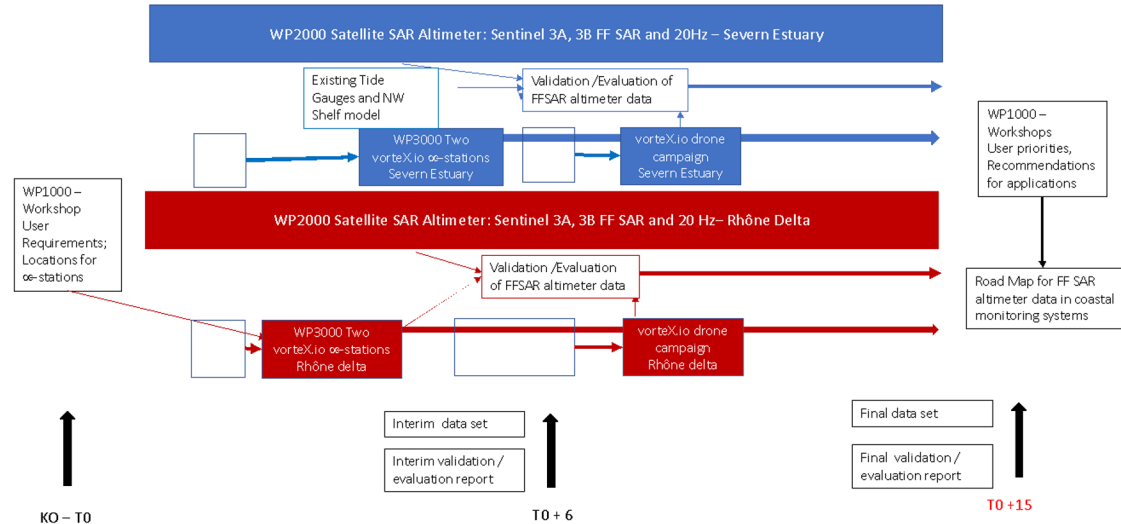 WP2000 Satellite SAR Altimeter: Sentinel 3A, 3B FF SAR and 20Hz – Severn Estuary
Existing Tide
Gauges and NW
Shelf model
Validation /Evaluation of
FFSAR altimeter data
WP3000 Two
vorteX.io ∝-stations
Severn Estuary
vorteX.io drone
campaign
Severn Estuary
WP1000 –
Workshops
User priorities,
Recommendations
for applications
WP1000 –
Workshop
User
Requirements;
Locations for
∝-stations
WP2000 Satellite SAR Altimeter: Sentinel 3A, 3B FF SAR and 20 Hz– Rhône Delta
Validation /Evaluation
of FFSAR altimeter data
Road Map for FF SAR
altimeter data in coastal
monitoring systems
WP3000 Two
vorteX.io ∝-stations
Rhône delta
vorteX.io drone
campaign
Rhône delta
Interim data set
Interim validation /
evaluation report
Final data set
Final validation /
evaluation report
KO – T0
T0 + 6
T0 +15